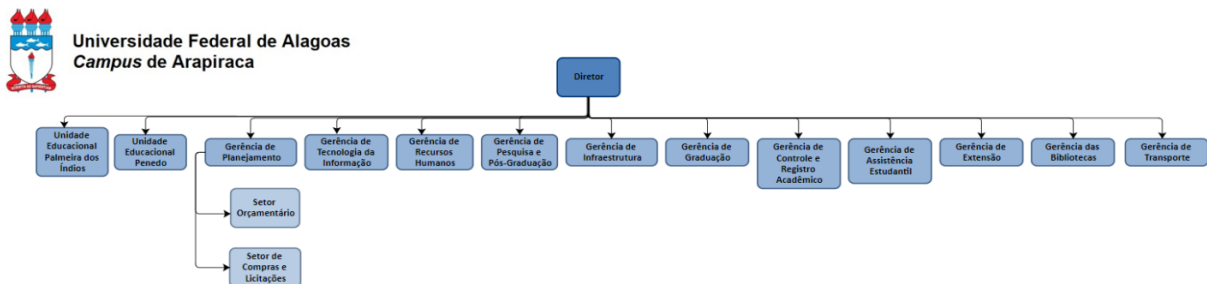 Universidade Federal de Alagoas
Campus de Arapiraca
Diretor
Unidade
Educacional
Palmeira dos
Índios
Unidade
Educacional
Penedo
Gerência de
Planejamento
Gerência de
Tecnologia da
Informação
Gerência de
Recursos
Humanos
Gerência de
Pesquisa e
Pós-Graduação
Gerência de
Infraestrutura
Gerência de
Graduação
Gerência de
Controle e
Registro
Acadêmico
Gerência de
Assistência
Estudantil
Gerência de
Extensão
Gerência das
Bibliotecas
Gerência de
Transporte
Setor
Orçamentário
Setor de
Compras e
Licitações